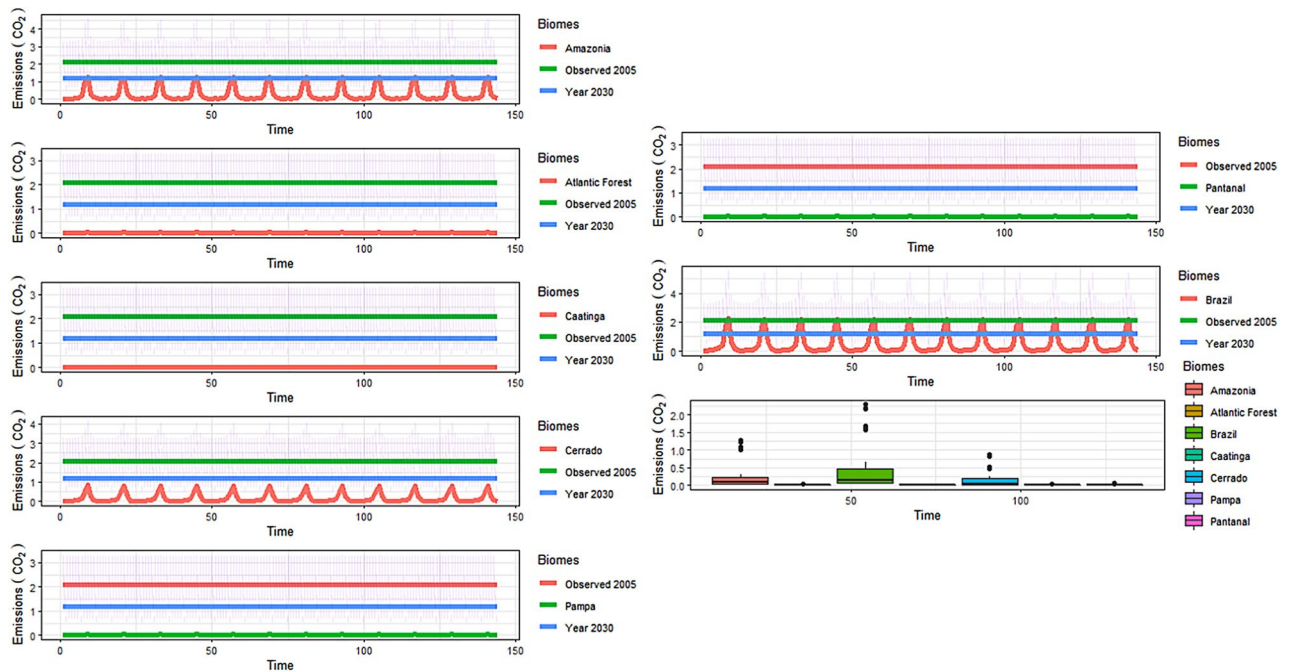 Emissions ( CO2 )
4
3
2
1
0
0 50 100 150
Time
Biomes
Amazonia
Observed 2005
Year 2030
Emissions ( CO2 )
3
2
1
0
0 50 100 150
Time
Biomes
Atlantic Forest
Observed 2005
Year 2030
Emissions ( CO2 )
3
2
1
0
0 50 100 150
Time
Biomes
Caatinga
Observed 2005
Year 2030
Emissions ( CO2 )
4
3
2
1
0
0 50 100 150
Time
Biomes
Cerrado
Observed 2005
Year 2030
Emissions ( CO2 )
3
2
1
0
0 50 100 150
Time
Biomes
Observed 2005
Pampa
Year 2030
Emissions ( CO2 )
3
2
1
0
0 50 100 150
Time
Biomes
Observed 2005
Pantanal
Year 2030
Emissions ( CO2 )
4
2
0
0 50 100 150
Time
Biomes
Brazil
Observed 2005
Year 2030
Emissions ( CO2 )
2.0
1.5
1.0
0.5
0.0
50 100
Time
Biomes
Amazonia
Atlantic Forest
Brazil
Caatinga
Cerrado
Pampa
Pantanal